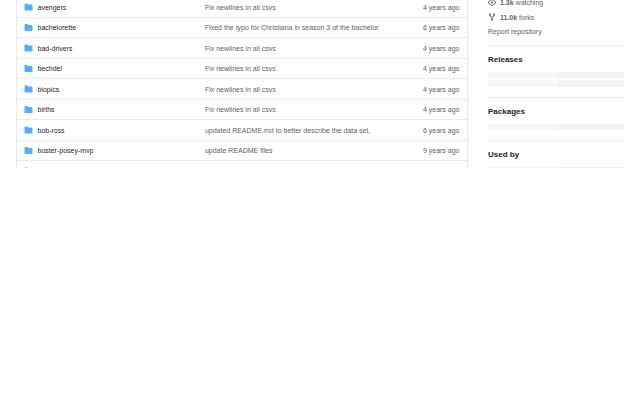 avengers Fix newlines in all csvs 4 years ago
bachelorette Fixed the typo for Christiana in season 3 of the bachelor 6 years ago
bad-drivers Fix newlines in all csvs 4 years ago
bechdel Fix newlines in all csvs 4 years ago
biopics Fix newlines in all csvs 4 years ago
births Fix newlines in all csvs 4 years ago
bob-ross updated README.md to better describe the data set. 6 years ago
buster-posey-mvp update README files 9 years ago
1.3k watching
11.0k forks
Report repository
Releases
Packages
Used by